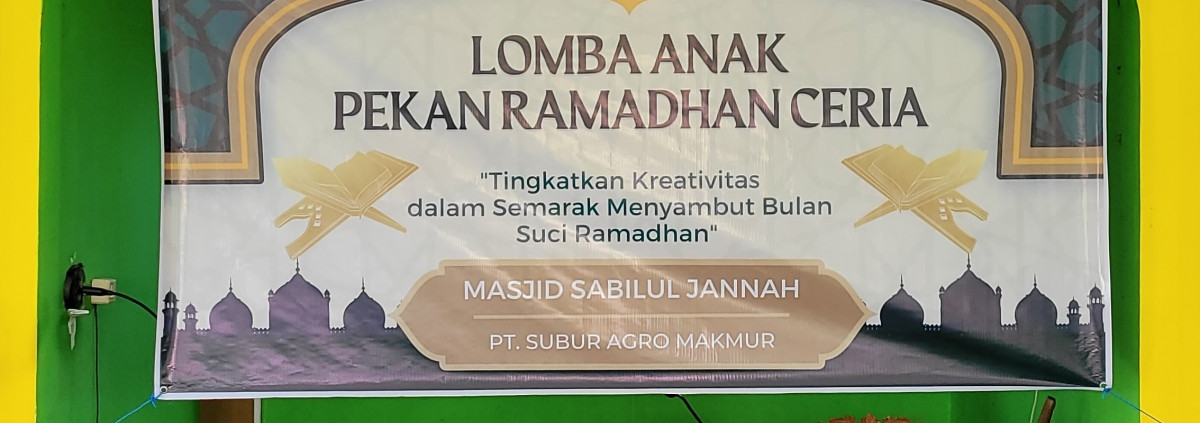 LOMBA ANAK
PEKAN RAMADHAN CERIA
"Tingkatkan Kreativitas
dalam Semarak Menyambut Bulan
Suci Ramadhan"
MASJID SABILUL JANNAH
PT. SUBUR AGRO MAKMUR